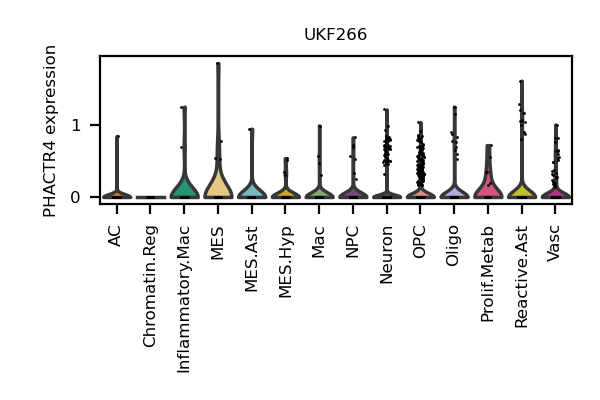 UKF266
PHACTR4 expression
1
0
AC
Chromatin.Reg
Inflammatory.Mac
MES
MES.Ast
MES.Hyp
Mac
NPC
Neuron
OPC
Oligo
Prolif.Metab
Reactive.Ast
Vasc